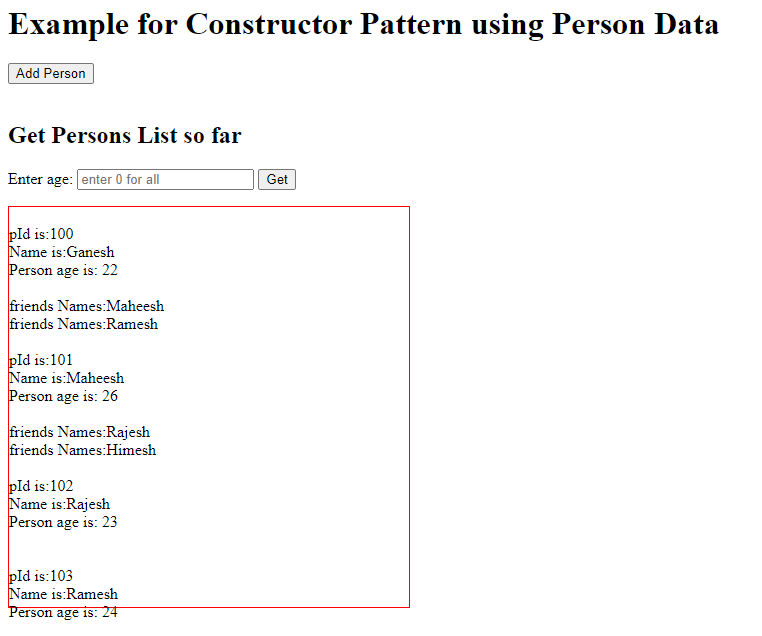 Example for Constructor Pattern using Person Data
Add Person
Get Persons List so far
Enter age: enter 0 for all Get
pId is:100
Name is:Ganesh
Person age is: 22
friends Names:Maheesh
friends Names:Ramesh
pId is:101
Name is:Maheesh
Person age is: 26
friends Names:Rajesh
friends Names:Himesh
pId is:102
Name is:Rajesh
Person age is: 23
pId is:103
Name is:Ramesh
Person age is: 24